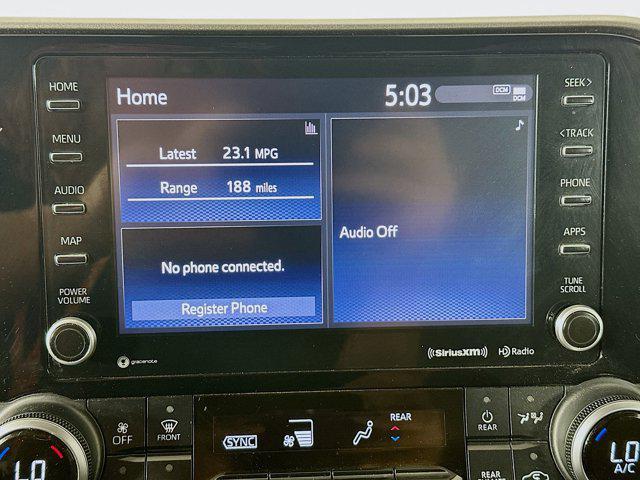 HOME
MENU
AUDIO
MAP
POWER
VOLUME
Home
5:03
DCM
DCM
Latest 23.1 MPG
Range 188 miles
No phone connected.
Register Phone
Audio Off
SEEK>
<TRACK
PHONE
APPS
TUNE
SCROLL
gracenote
((SiriusXM))
HD Radio
OFF
FRONT
SYNC
REAR
REAR
LO
LO
A/C
REAR